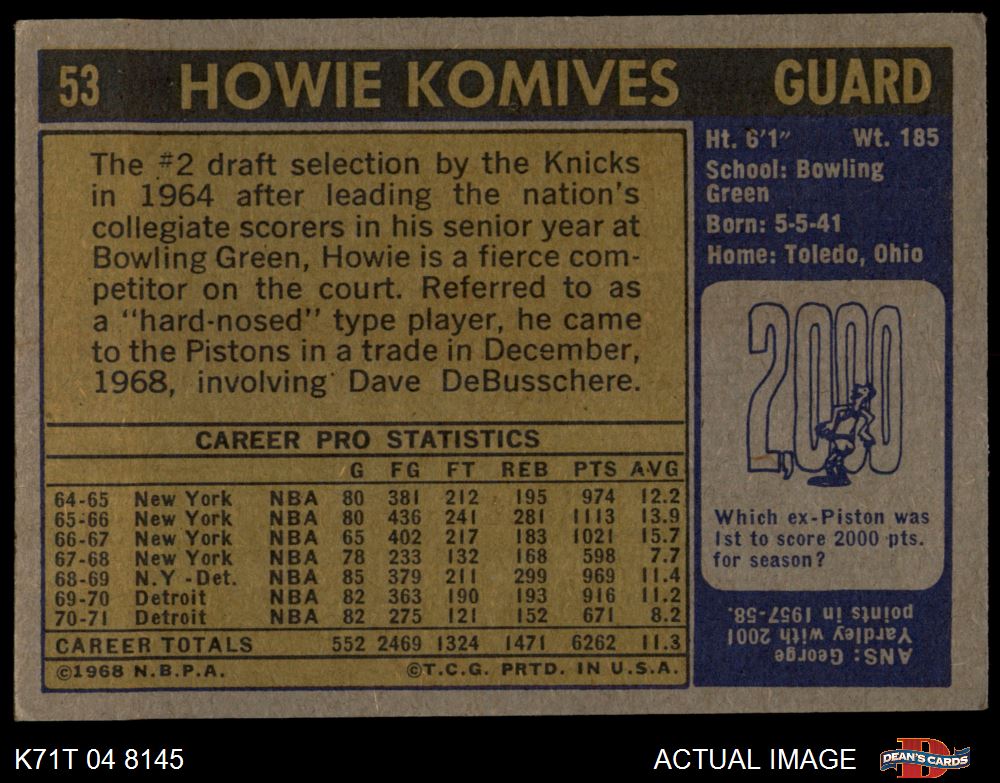 53 HOWIE KOMIVES GUARD
The #2 draft selection by the Knicks
in 1964 after leading the nation's
collegiate scorers in his senior year at
Bowling Green, Howie is a fierce com-
petitor on the court. Referred to as
a "hard-nosed" type player, he came
to the Pistons in a trade in December,
1968, involving Dave DeBusschere.
CAREER PRO STATISTICS
G FG FT REB PTS AVG
64-65 New York NBA 80 381 212 195 974 12.2
65-66 New York NBA 80 436 241 281 1113 13.9
66-67 New York NBA 65 402 217 183 1021 15.7
67-68 New York NBA 78 233 132 168 598 7.7
68-69 N.Y.-Det. NBA 85 379 211 299 969 11.4
69-70 Detroit NBA 82 363 190 193 916 11.2
70-71 Detroit NBA 82 275 121 152 671 8.2
CAREER TOTALS 552 2469 1324 1471 6262 11.3
©1968 N.B.P.A. ©T.C.G. PRTD. IN U.S.A.
Ht. 6'1" Wt. 185
School: Bowling
Green
Born: 5-5-41
Home: Toledo, Ohio
2,000
Which ex-Piston was
1st to score 2000 pts.
for season?
ANS: George
Yardley with 2001
points in 1957-58.
K71T 04 8145 ACTUAL IMAGE DEAN'S CARDS